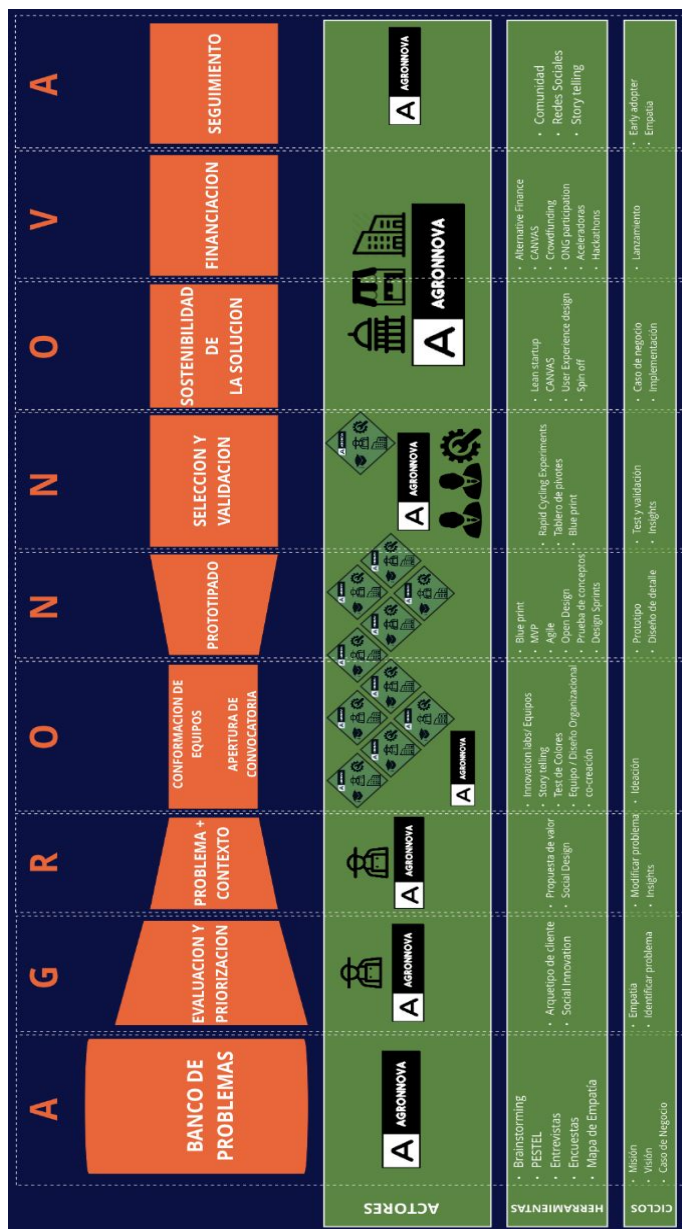 A
G
R
O
N
N
O
V
A
BANCO DE
PROBLEMAS
EVALUACION Y
PRIORIZACION
PROBLEMA +
CONTEXTO
CONFORMACION DE
EQUIPOS
APERTURA DE
CONVOCATORIA
PROTOTIPADO
SELECCION Y
VALIDACION
SOSTENIBILIDAD
DE
LA SOLUCION
FINANCIACION
SEGUIMIENTO
ACTORES
A AGRONNOVA
A AGRONNOVA
A AGRONNOVA
A AGRONNOVA
A AGRONNOVA
A AGRONNOVA
A AGRONNOVA
HERRAMIENTAS
• Brainstorming
• PESTEL
• Entrevistas
• Encuestas
• Mapa de Empatía
• Arquetipo de cliente
• Social Innovation
• Propuesta de valor
• Social Design
• Innovation labs/ Equipos
• Story telling
• Test de Colores
• Equipo / Diseño Organizacional
• co-creación
• Blue print
• MVP
• Agile
• Open Design
• Prueba de conceptos
• Design Sprints
• Rapid Cycling Experiments
• Tablero de pivotes
• Blue print
• Lean startup
• CANVAS
• User Experience design
• Spin off
• Alternative Finance
• CANVAS
• Crowdfunding
• ONG participation
• Aceleradoras
• Hackathons
• Comunidad
• Redes Sociales
• Story telling
CICLOS
• Misión
• Visión
• Caso de Negocio
• Empatia
• Identificar problema
• Modificar problema
• Insights
• Ideación
• Prototipo
• Diseño de detalle
• Test y validación
• Insights
• Caso de negocio
• Implementación
• Lanzamiento
• Early adopter
• Empatia